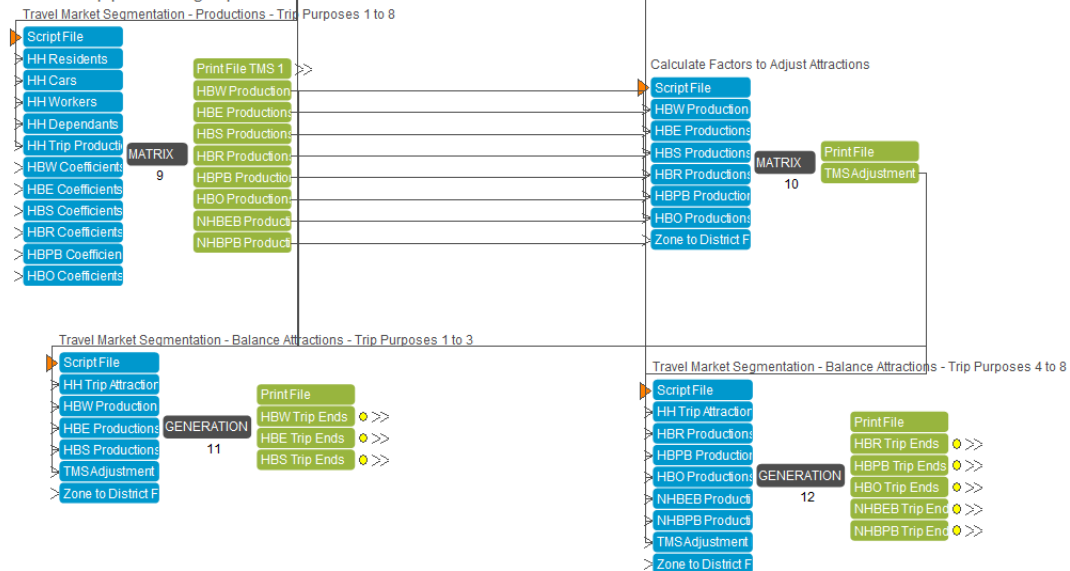 Travel Market Segmentation - Productions - Trip Purposes 1 to 8
Script File
HH Residents
HH Cars
HH Workers
HH Dependants
HH Trip Producti
HBW Coefficients
HBE Coefficients
HBS Coefficients
HBR Coefficients
HBPB Coefficien
HBO Coefficients
MATRIX
9
Print File TMS 1
HBW Production
HBE Productions
HBS Productions
HBR Productions
HBPB Production
HBO Productions
NHBEB Producti
NHBPB Producti
Calculate Factors to Adjust Attractions
Script File
HBW Production
HBE Productions
HBS Productions
HBR Productions
HBPB Production
HBO Productions
Zone to District F
MATRIX
10
Print File
TMS Adjustment
Travel Market Segmentation - Balance Attractions - Trip Purposes 1 to 3
Script File
HH Trip Attraction
HBW Production
HBE Productions
HBS Productions
TMS Adjustment
Zone to District F
GENERATION
11
Print File
HBW Trip Ends
HBE Trip Ends
HBS Trip Ends
Travel Market Segmentation - Balance Attractions - Trip Purposes 4 to 8
Script File
HH Trip Attraction
HBR Productions
HBPB Production
HBO Productions
NHBEB Producti
NHBPB Producti
TMS Adjustment
Zone to District F
GENERATION
12
Print File
HBR Trip Ends
HBPB Trip Ends
HBO Trip Ends
NHBEB Trip End
NHBPB Trip End